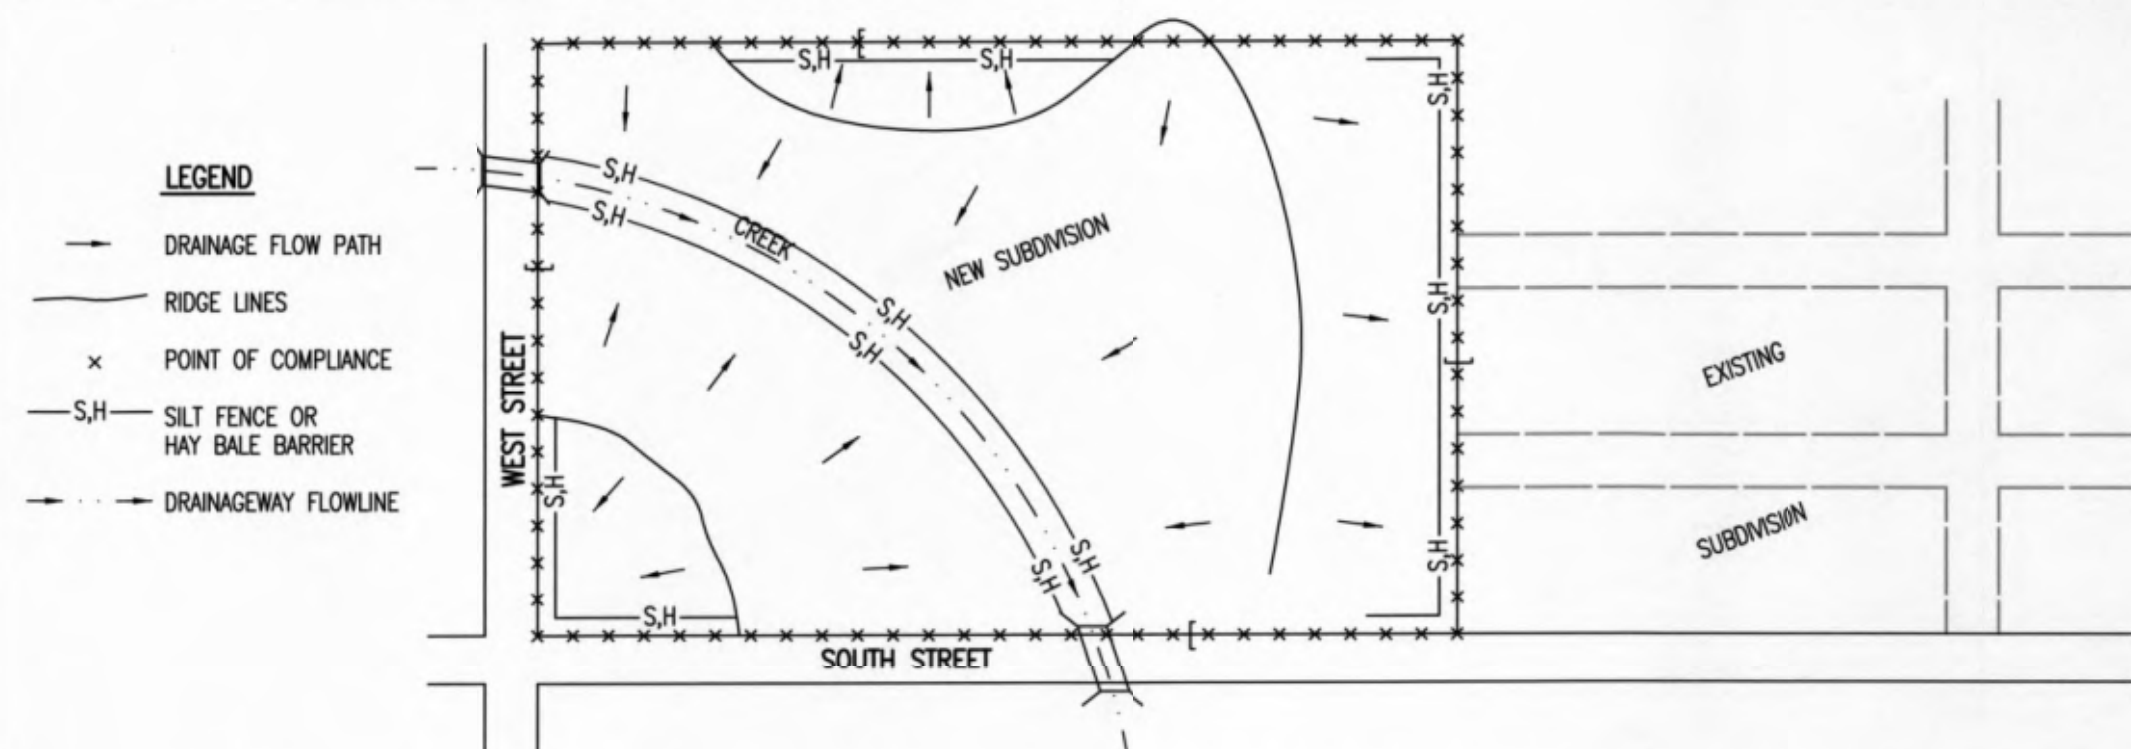 LEGEND
DRAINAGE FLOW PATH
RIDGE LINES
POINT OF COMPLIANCE
S,H
SILT FENCE OR
HAY BALE BARRIER
DRAINAGEWAY FLOWLINE
S,H
S,H
S,H
S,H
CREEK
S,H
S,H
NEW SUBDIVISION
S,H
S,H
S,H
WEST STREET
S,H
S,H
S,H
S,H
SOUTH STREET
S,H
EXISTING
SUBDIVISION